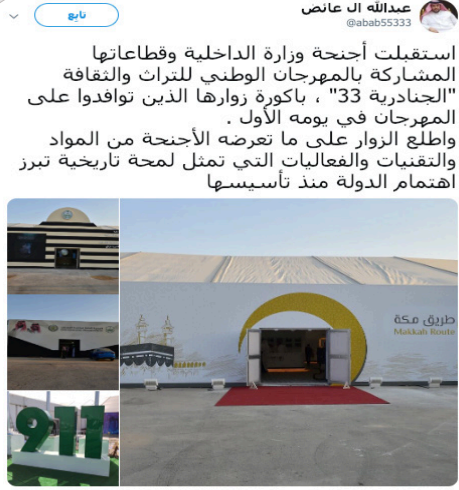 عبدالله ال عائض
@abab55333
تابع
استقبلت أجنحة وزارة الداخلية وقطاعاتها
المشاركة بالمهرجان الوطني للتراث والثقافة
"الجنادرية 33" ، باكورة زوارها الذين توافدوا على
المهرجان في يومه الأول .
واطلع الزوار على ما تعرضه الأجنحة من المواد
والتقنيات والفعاليات التي تمثل لمحة تاريخية تبرز
اهتمام الدولة منذ تأسيسها
طريق مكة
Makkah Route
911